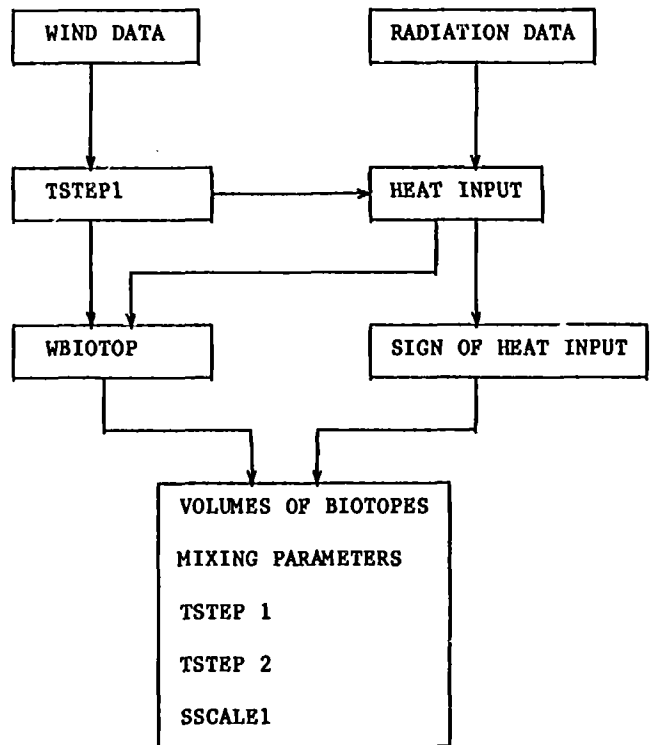 WIND DATA
RADIATION DATA
TSTEP1
HEAT INPUT
WBIOTOP
SIGN OF HEAT INPUT
VOLUMES OF BIOTOPES
MIXING PARAMETERS
TSTEP 1
TSTEP 2
SSCALE1